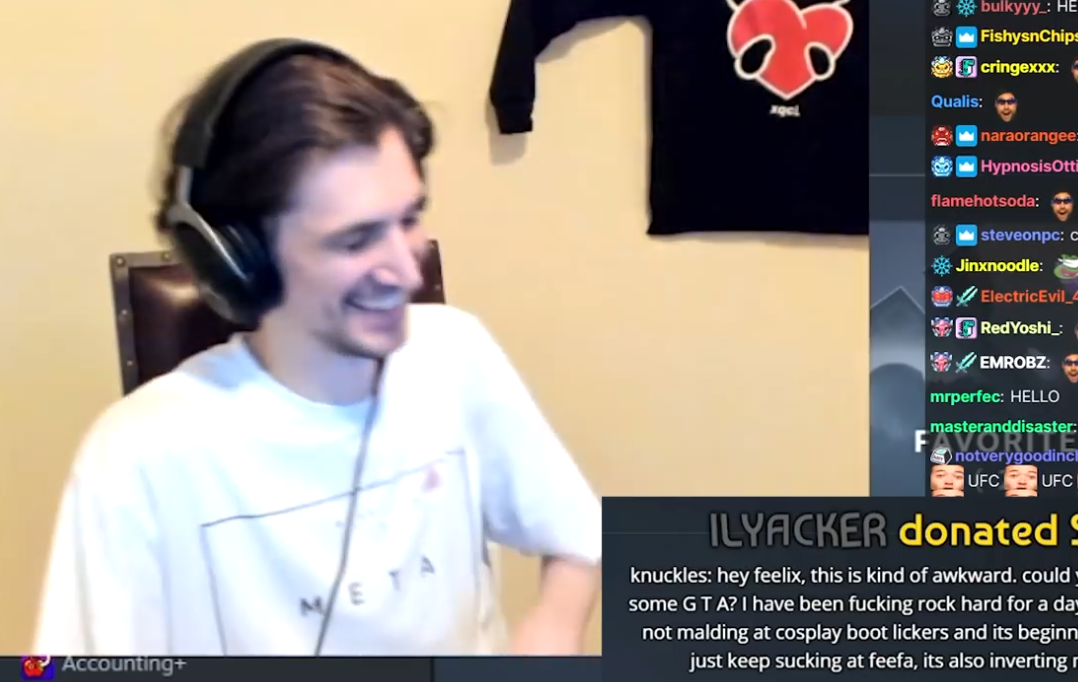 bulkyyy_: HE
FishysnChips
cringexxx:
Qualis:
naraorangee:
HypnosisOtti
flamehotsoda:
steveonpc: c
Jinxnoodle:
ElectricEvil_4
RedYoshi_:
EMROBZ:
mrperfec: HELLO
masteranddisaster:
FAVORITE
notverygoodincl
UFC UFC
xqcL
META
ILYACKER donated $
knuckles: hey feelix, this is kind of awkward. could y
some G T A? I have been fucking rock hard for a day
not malding at cosplay boot lickers and its beginn
just keep sucking at feefa, its also inverting m
Accounting+